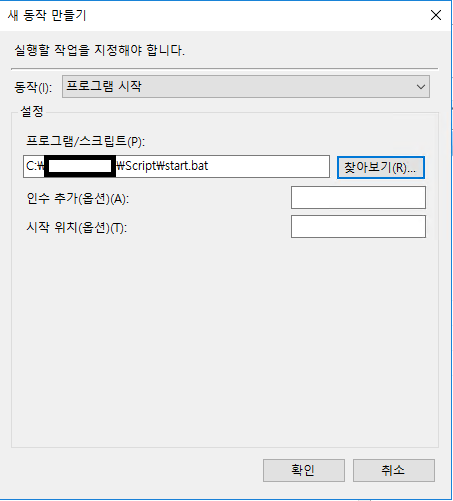 새 동작 만들기
실행할 작업을 지정해야 합니다.
동작(I): 프로그램 시작
설정
프로그램/스크립트(P):
C:\ \Script\start.bat 찾아보기(R)...
인수 추가(옵션)(A):
시작 위치(옵션)(T):
확인 취소